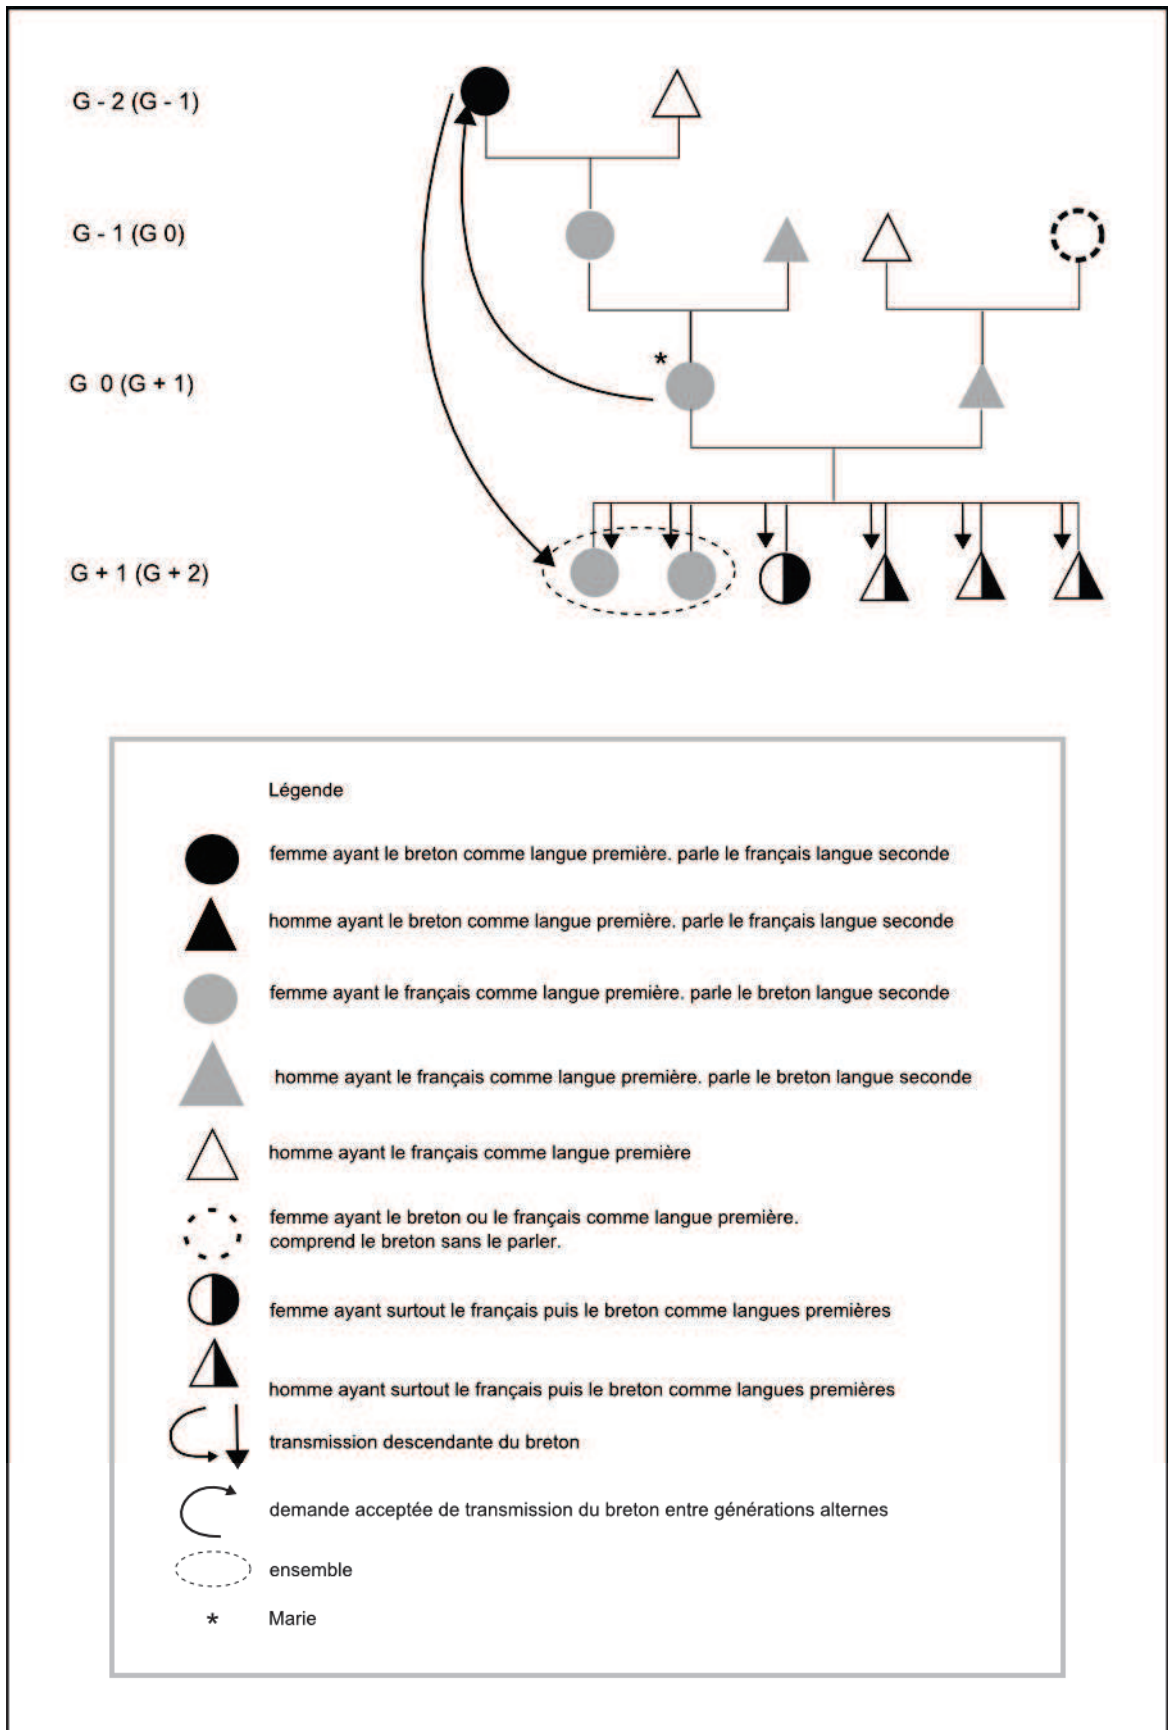 G - 2 (G - 1)
G - 1 (G 0)
*
G 0 (G + 1)
G + 1 (G + 2)
Légende
femme ayant le breton comme langue première. parle le français langue seconde
homme ayant le breton comme langue première. parle le français langue seconde
femme ayant le français comme langue première. parle le breton langue seconde
homme ayant le français comme langue première. parle le breton langue seconde
homme ayant le français comme langue première
femme ayant le breton ou le français comme langue première.
comprend le breton sans le parler.
femme ayant surtout le français puis le breton comme langues premières
homme ayant surtout le français puis le breton comme langues premières
transmission descendante du breton
demande acceptée de transmission du breton entre générations alternes
ensemble
* Marie